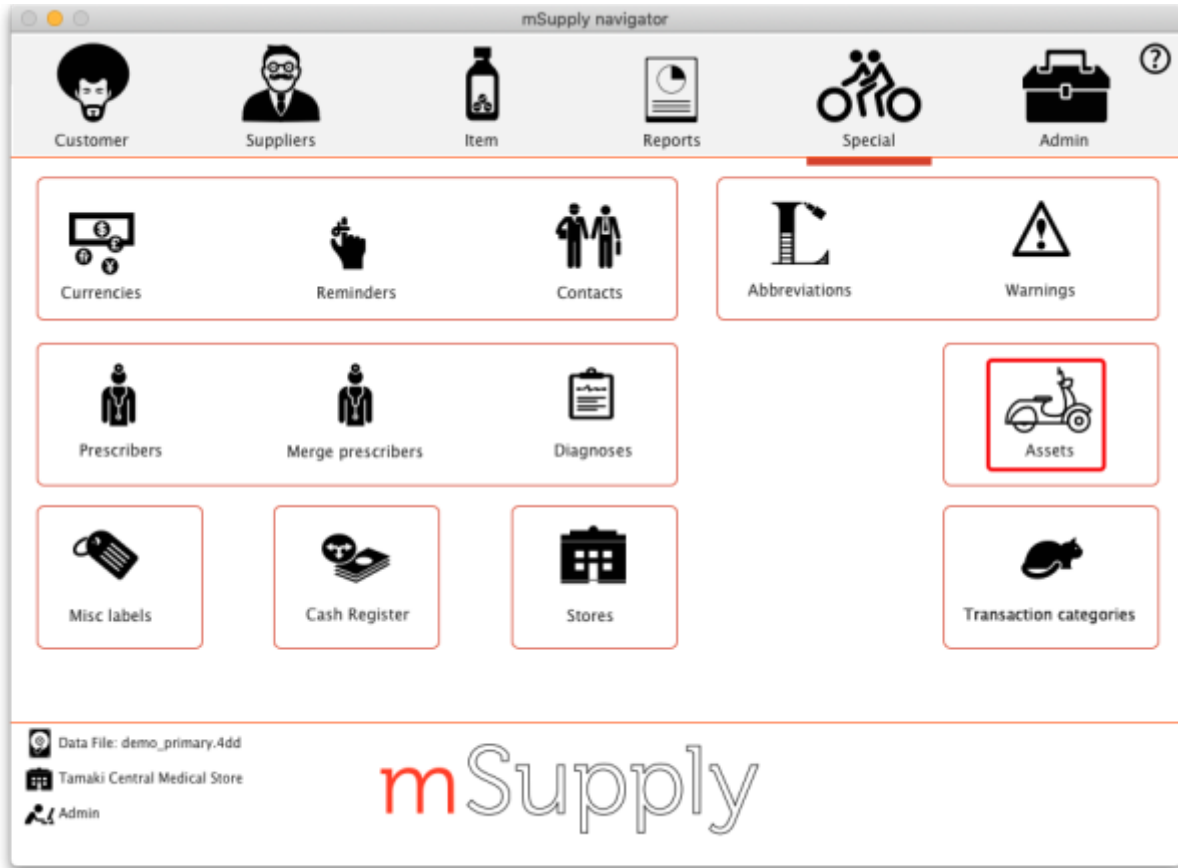 mSupply navigator
?
Customer
Suppliers
Item
Reports
Special
Admin
Currencies
Reminders
Contacts
Abbreviations
Warnings
Prescribers
Merge prescribers
Diagnoses
Assets
Misc labels
Cash Register
Stores
Transaction categories
Data File: demo_primary.4dd
Tamaki Central Medical Store
Admin
mSupply